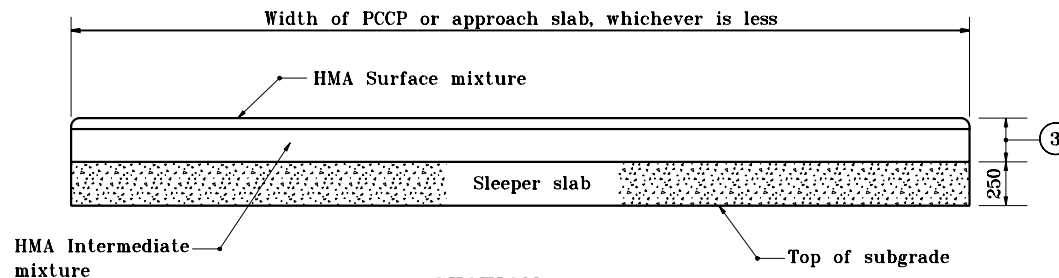 Width of PCCP or approach slab, whichever is less
HMA Surface mixture
3
Sleeper slab
250
HMA Intermediate
mixture
Top of subgrade